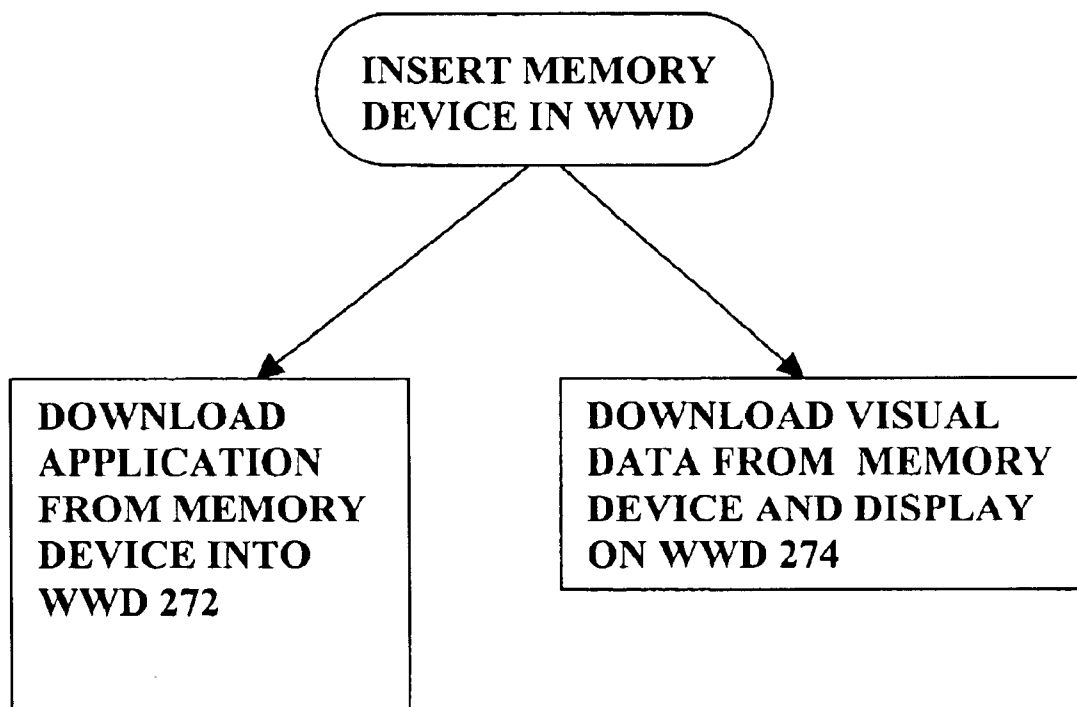 INSERT MEMORY
DEVICE IN WWD
DOWNLOAD
APPLICATION
FROM MEMORY
DEVICE INTO
WWD 272
DOWNLOAD VISUAL
DATA FROM MEMORY
DEVICE AND DISPLAY
ON WWD 274